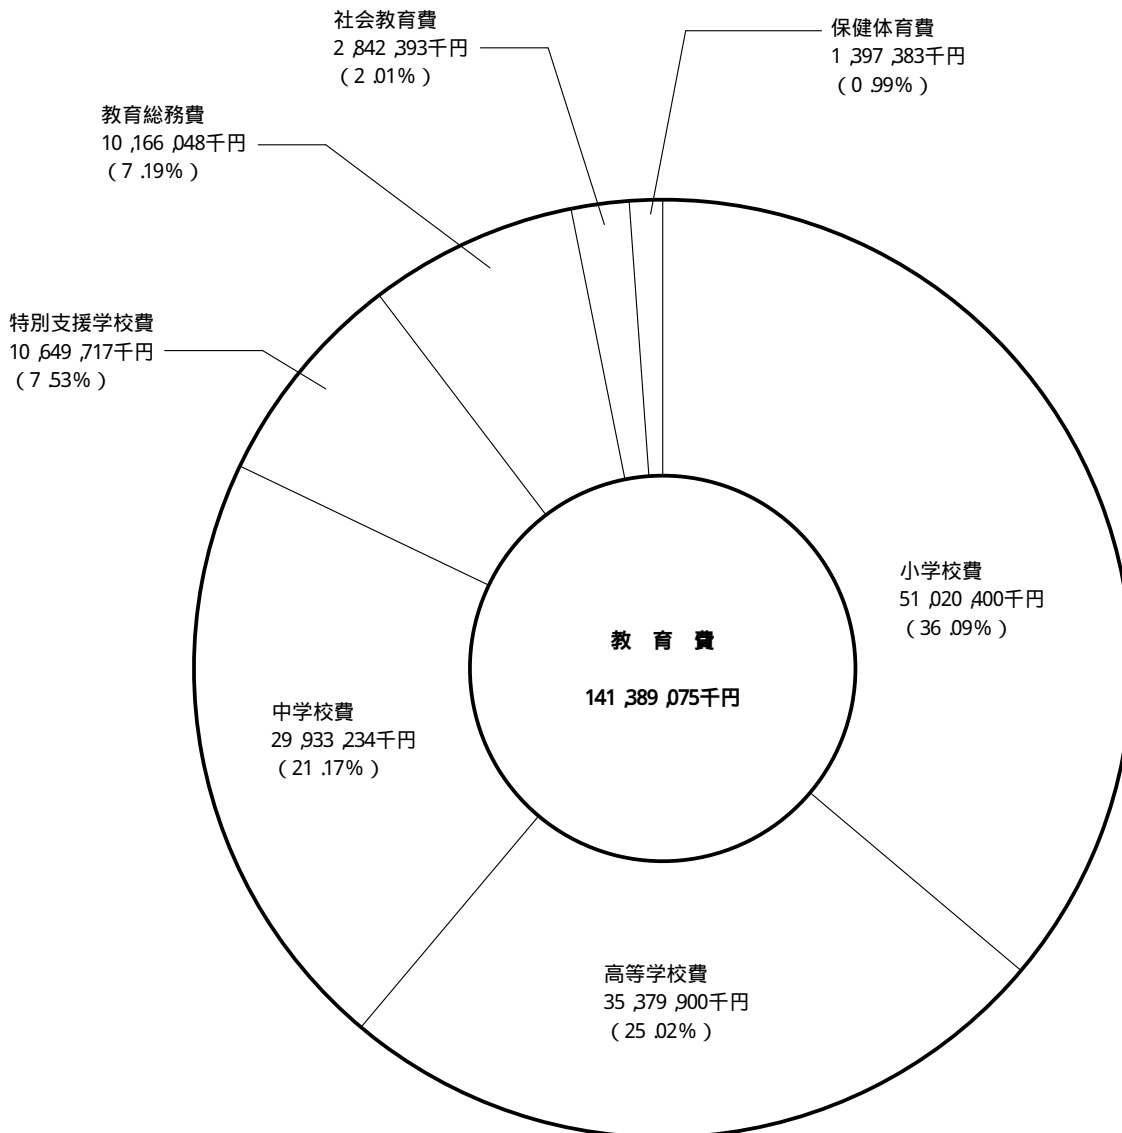 社会教育費
2,842,393千円
(2.01%)
保健体育費
1,397,383千円
(0.99%)
教育総務費
10,166,048千円
(7.19%)
特別支援学校費
10,649,717千円
(7.53%)
小学校費
51,020,400千円
(36.09%)
教育費
141,389,075千円
中学校費
29,933,234千円
(21.17%)
高等学校費
35,379,900千円
(25.02%)